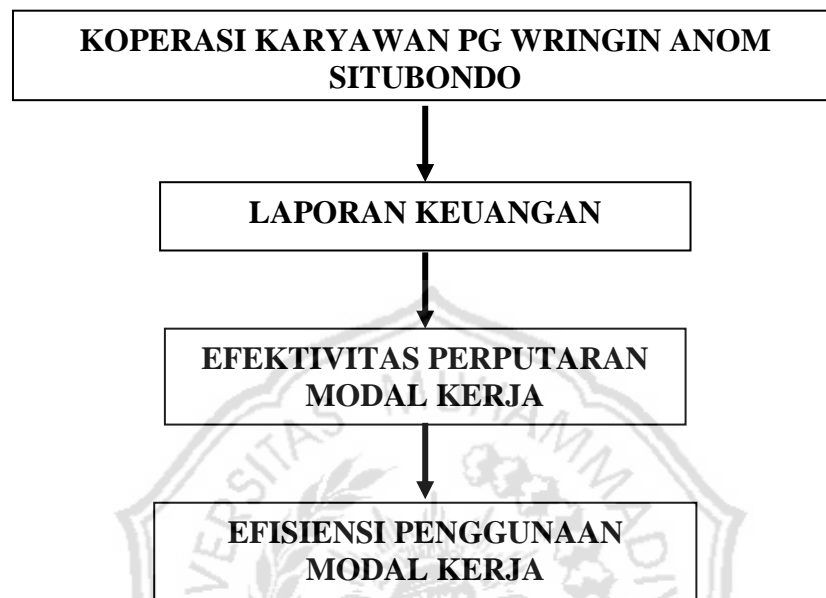 KOPERASI KARYAWAN PG WRINGIN ANOM
SITUBONDO
LAPORAN KEUANGAN
EFEKTIVITAS PERPUTARAN
MODAL KERJA
EFISIENSI PENGGUNAAN
MODAL KERJA